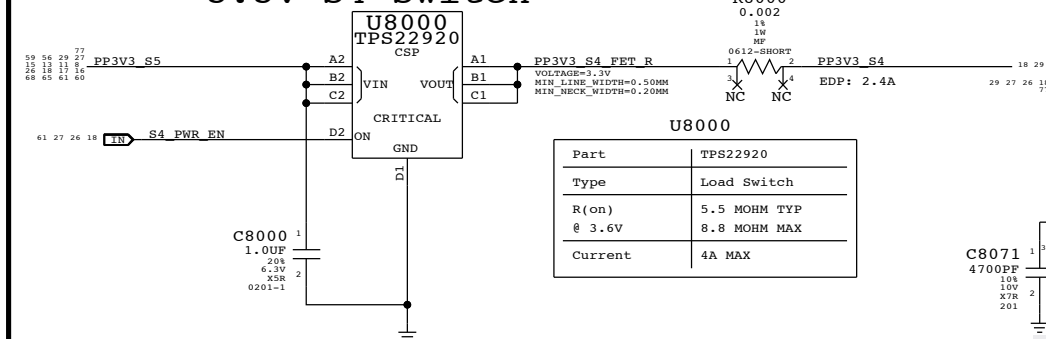 U8000
TPS22920
CSP
0.002
1%
1W
MF
0612-SHORT
77
59 56 29 27
15 13 11 8
26 18 17 16
68 65 61 60
PP3V3_S5
A2
B2
C2
VIN
VOUT
A1
B1
C1
PP3V3_S4_FET_R
VOLTAGE=3.3V
MIN_LINE_WIDTH=0.50MM
MIN_NECK_WIDTH=0.20MM
1
2
3
4
NC
NC
PP3V3_S4
EDP: 2.4A
18 29
29 27 26 18
77
CRITICAL
61 27 26 18
IN
S4_PWR_EN
D2
ON
GND
D1
U8000
Part TPS22920
Type Load Switch
R(on) 5.5 MOHM TYP
@ 3.6V 8.8 MOHM MAX
Current 4A MAX
C8000
1.0UF
20%
6.3V
X5R
0201-1
1
2
C8071
4700PF
10%
10V
X7R
201
1
2
3